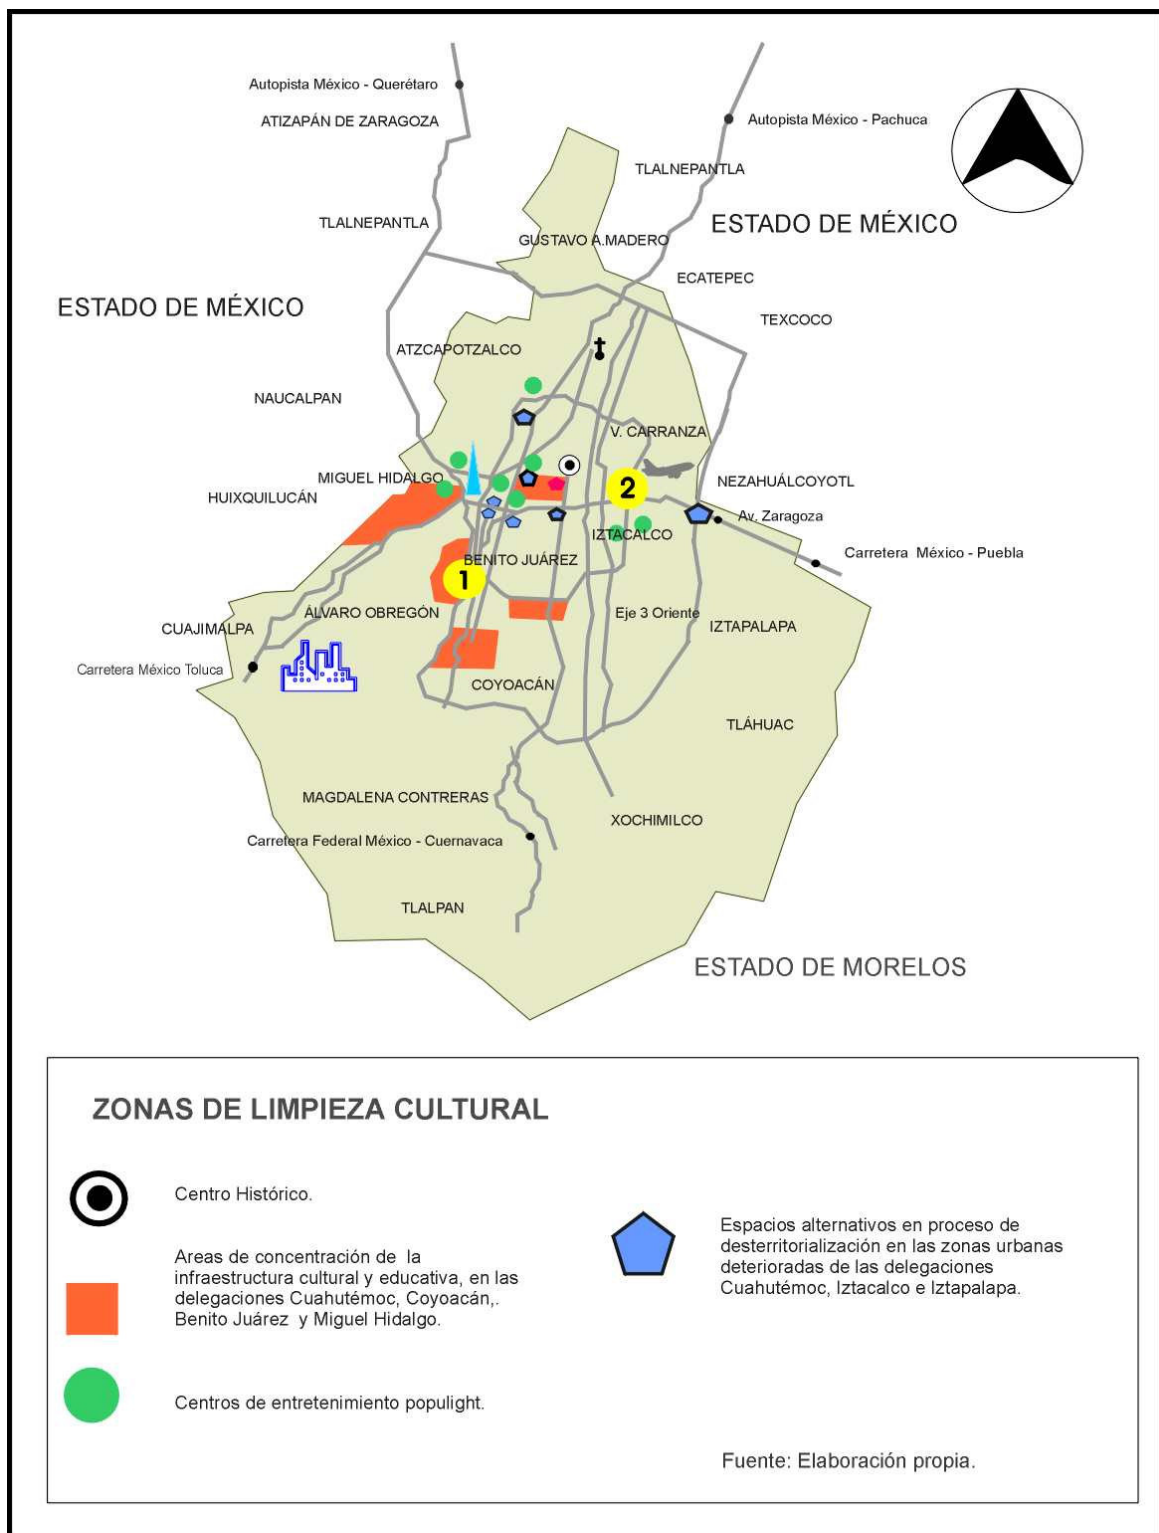 Autopista México - Querétaro
ATIZAPÁN DE ZARAGOZA
Autopista México - Pachuca
TLALNEPANTLA
TLALNEPANTLA
ESTADO DE MÉXICO
GUSTAVO A.MADERO
ECATEPEC
ESTADO DE MÉXICO
TEXCOCO
ATZCAPOTZALCO
NAUCALPAN
V. CARRANZA
MIGUEL HIDALGO
NEZAHUÁLCOYOTL
2
HUIXQUILUCÁN
Av. Zaragoza
IZTACALCO
Carretera México - Puebla
BENITO JUÁREZ
1
ÁLVARO OBREGÓN
Eje 3 Oriente
CUAJIMALPA
IZTAPALAPA
Carretera México Toluca
COYOACÁN
TLÁHUAC
MAGDALENA CONTRERAS
XOCHIMILCO
Carretera Federal México - Cuernavaca
TLALPAN
ESTADO DE MORELOS
ZONAS DE LIMPIEZA CULTURAL
Centro Histórico.
Areas de concentración de la
infraestructura cultural y educativa, en las
delegaciones Cuahutémoc, Coyoacán,.
Benito Juárez y Miguel Hidalgo.
Centros de entretenimiento populight.
Espacios alternativos en proceso de
desterritorialización en las zonas urbanas
deterioradas de las delegaciones
Cuahutémoc, Iztacalco e Iztapalapa.
Fuente: Elaboración propia.